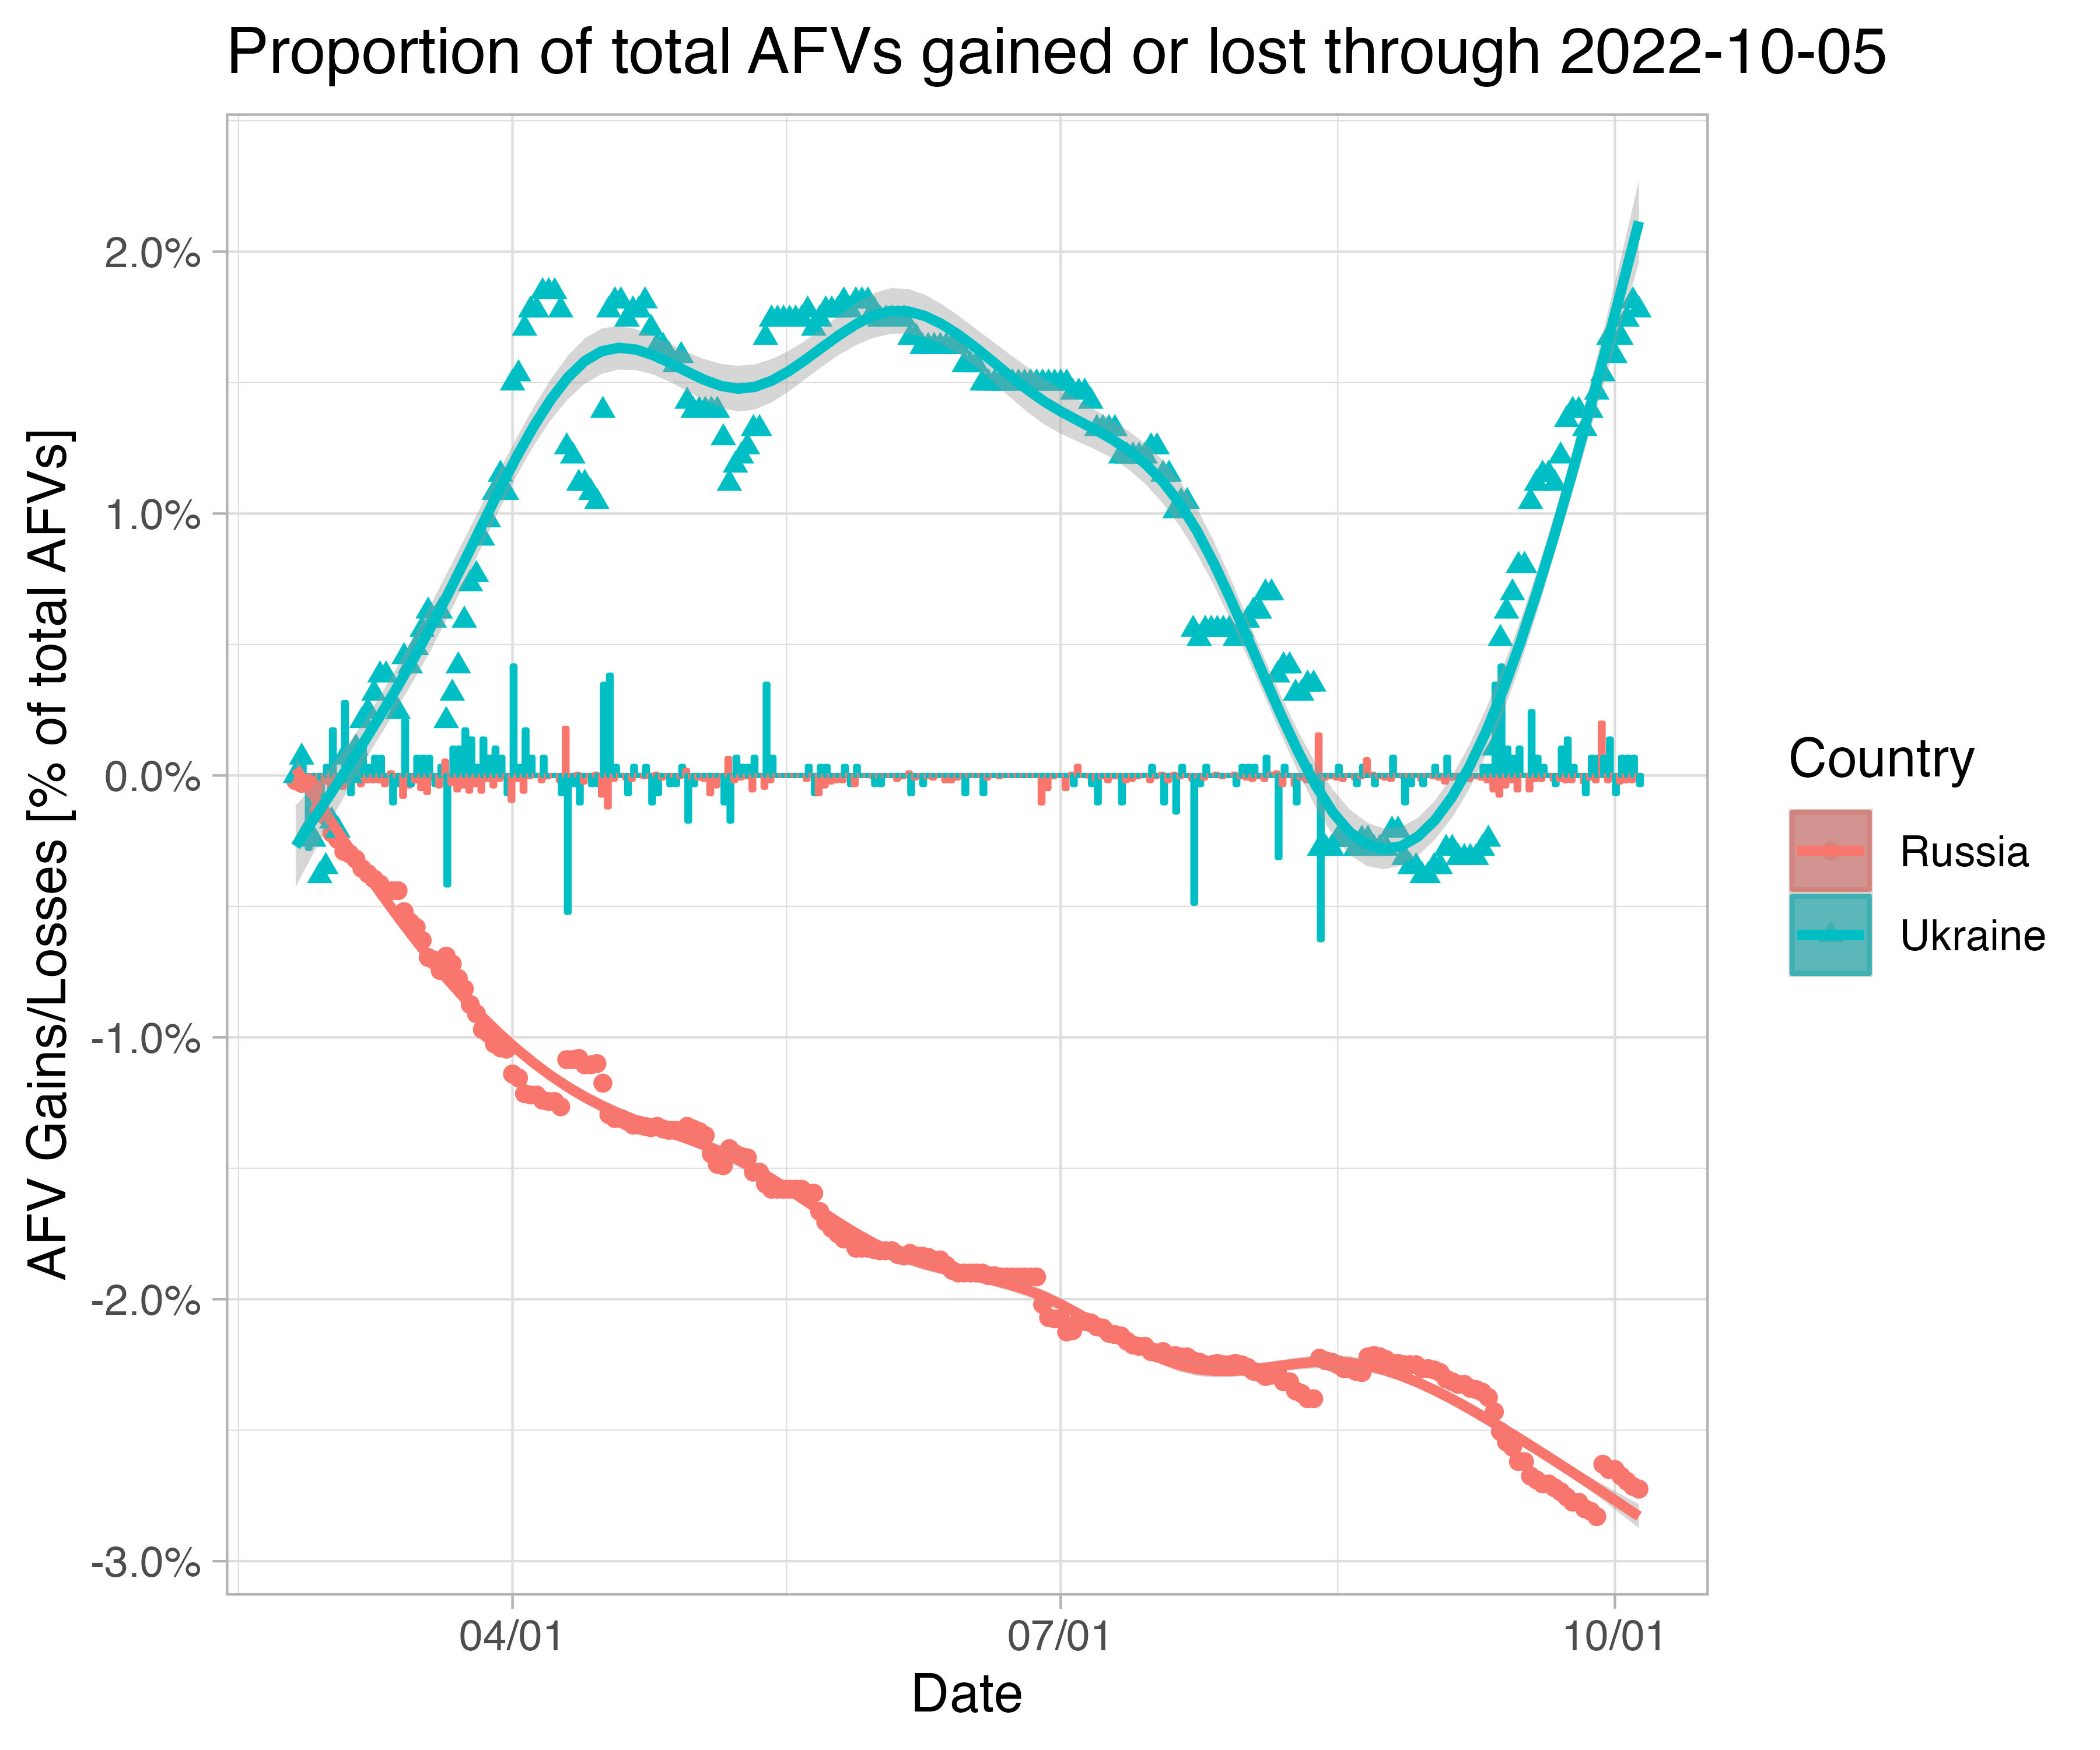 Proportion of total AFVs gained or lost through 2022-10-05
AFV Gains/Losses [% of total AFVs]
2.0%
1.0%
0.0%
-1.0%
-2.0%
-3.0%
04/01
07/01
10/01
Date
Country
Russia
Ukraine